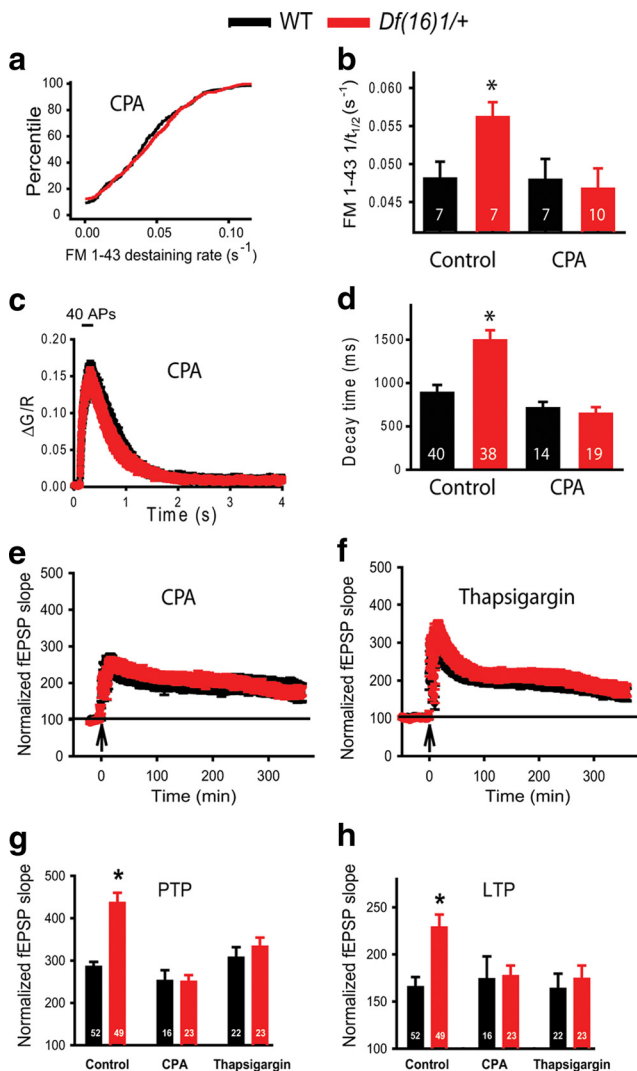 WT Df(16)1/+
a
CPA
Percentile
100
80
60
40
20
0
0.00 0.05 0.10
FM 1-43 destaining rate (s⁻¹)
b
FM 1-43 1/t1/2 (s⁻¹)
0.060
0.055
0.050
0.045
*
7 7 7 10
Control CPA
c
40 APs
CPA
ΔG/R
0.20
0.15
0.10
0.05
0.00
0 1 2 3 4
Time (s)
d
Decay time (ms)
1500
1000
500
0
*
40 38 14 19
Control CPA
e
CPA
Normalized fEPSP slope
500
400
300
200
100
0
0 100 200 300
Time (min)
f
Thapsigargin
Normalized fEPSP slope
500
400
300
200
100
0
0 100 200 300
Time (min)
g
PTP
Normalized fEPSP slope
500
400
300
200
100
*
52 49 16 23 22 23
Control CPA Thapsigargin
h
LTP
Normalized fEPSP slope
250
200
150
100
*
52 49 16 23 22 23
Control CPA Thapsigargin